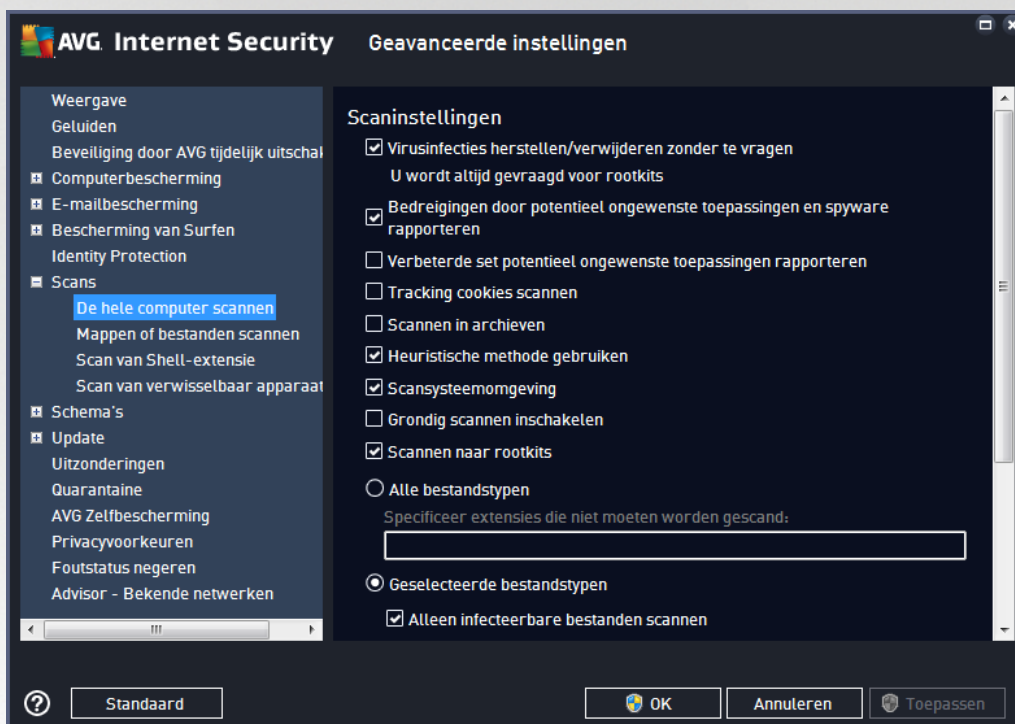 AVG. Internet Security Geavanceerde instellingen
Weergave
Geluiden
Beveiliging door AVG tijdelijk uitschak
Computerbescherming
E-mailbescherming
Bescherming van Surfen
Identity Protection
Scans
De hele computer scannen
Mappen of bestanden scannen
Scan van Shell-extensie
Scan van verwisselbaar apparaat
Schema's
Update
Uitzonderingen
Quarantaine
AVG Zelfbescherming
Privacyvoorkeuren
Foutstatus negeren
Advisor - Bekende netwerken
Scaninstellingen
Virusinfecties herstellen/verwijderen zonder te vragen
U wordt altijd gevraagd voor rootkits
Bedreigingen door potentieel ongewenste toepassingen en spyware
rapporteren
Verbeterde set potentieel ongewenste toepassingen rapporteren
Tracking cookies scannen
Scannen in archieven
Heuristische methode gebruiken
Scansysteemomgeving
Grondig scannen inschakelen
Scannen naar rootkits
Alle bestandstypen
Specificeer extensies die niet moeten worden gescand:
Geselecteerde bestandstypen
Alleen infecteerbare bestanden scannen
? Standaard OK Annuleren Toepassen